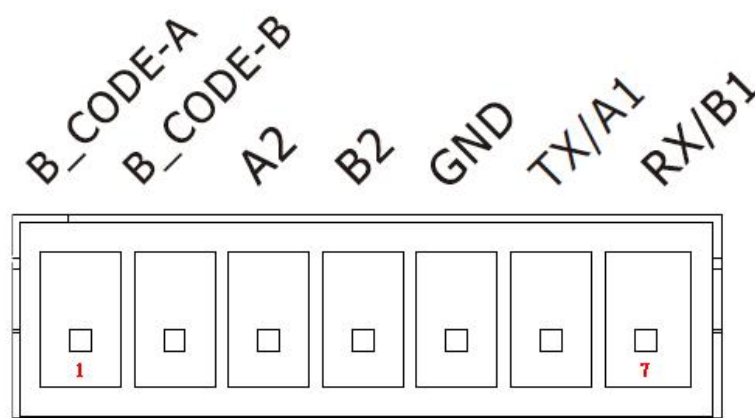 B_CODE-A
B_CODE-B
A2
B2
GND
TX/A1
RX/B1
1
7